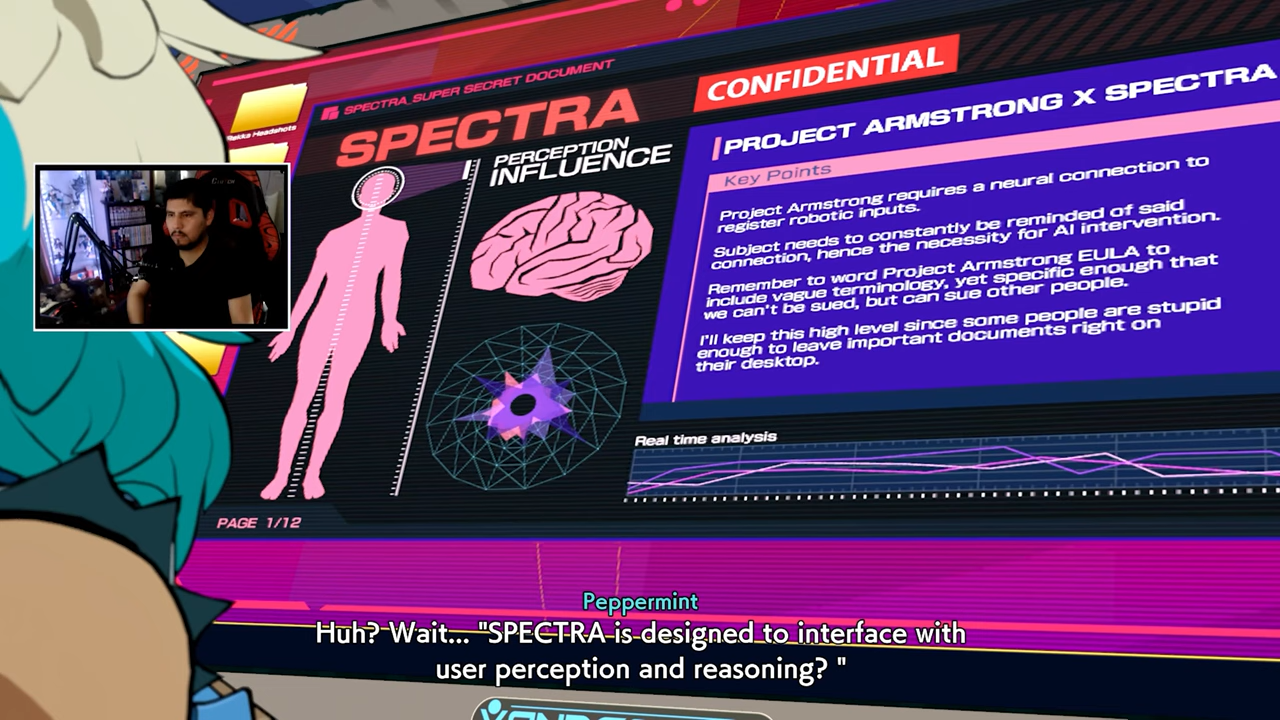 SPECTRA_SUPER SECRET DOCUMENT
CONFIDENTIAL
SPECTRA
PERCEPTION
INFLUENCE
PROJECT ARMSTRONG X SPECTRA
Key Points
Project Armstrong requires a neural connection to
register robotic inputs.
Subject needs to constantly be reminded of said
connection, hence the necessity for AI intervention.
Remember to word Project Armstrong EULA to
include vague terminology, yet specific enough that
we can't be sued, but can sue other people.
I'll keep this high level since some people are stupid
enough to leave important documents right on
their desktop.
Headshots
Real time analysis
PAGE 1/12
Peppermint
Huh? Wait... "SPECTRA is designed to interface with
user perception and reasoning? "